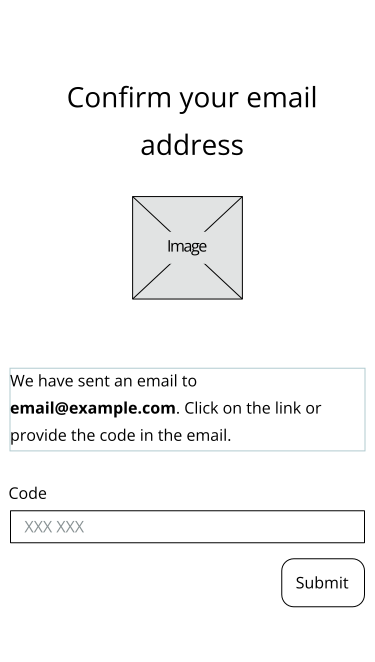 Confirm your email
address
Image
We have sent an email to
email@example.com. Click on the link or
provide the code in the email.
Code
XXX XXX
Submit